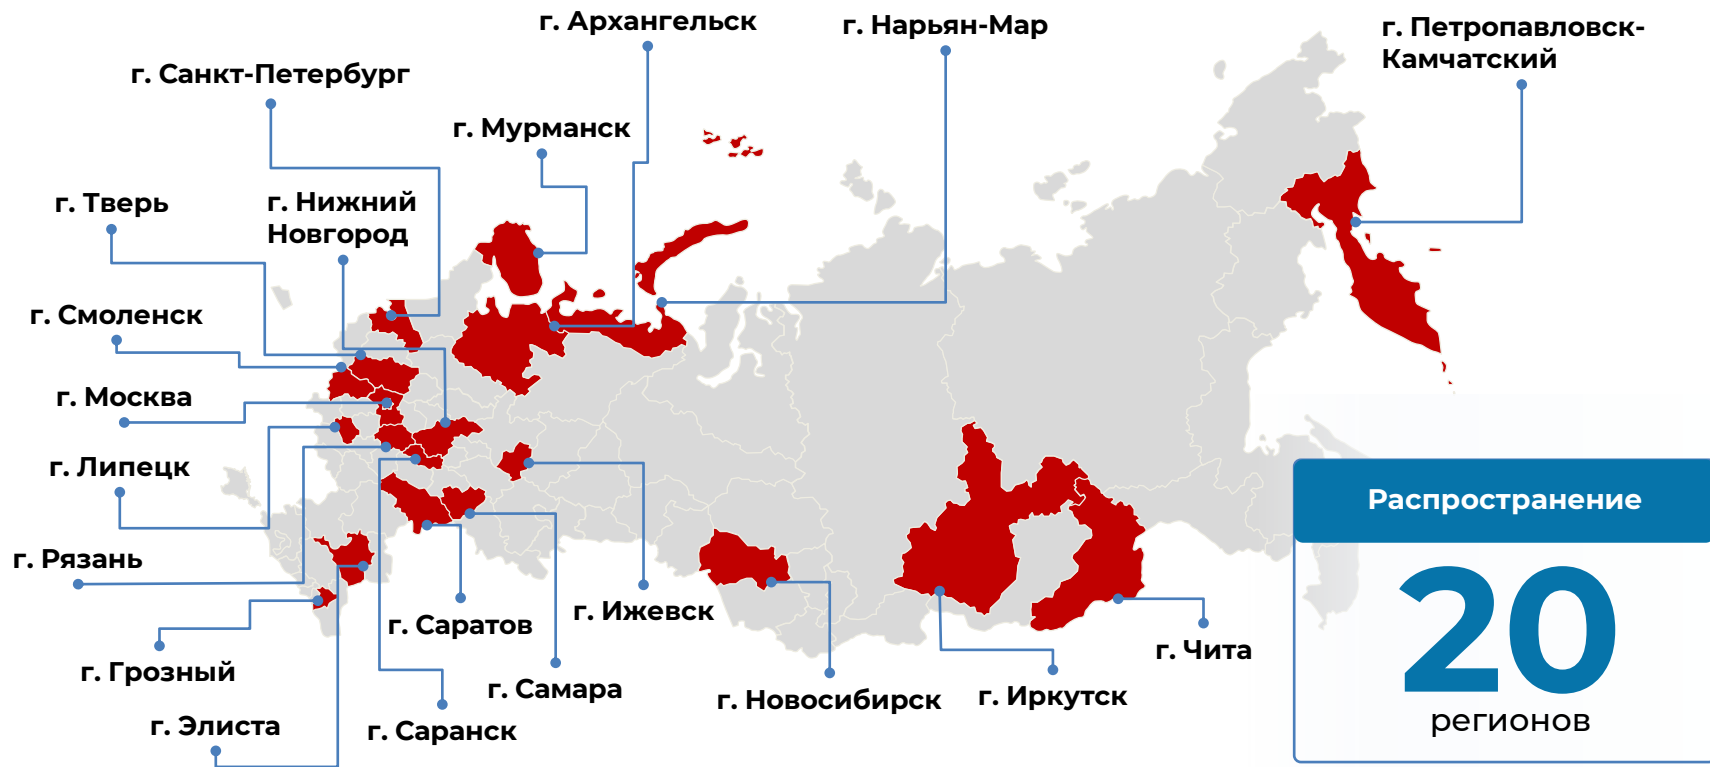 г. Архангельск
г. Нарьян-Мар
г. Петропавловск-
Камчатский
г. Санкт-Петербург
г. Мурманск
г. Тверь
г. Нижний
Новгород
г. Смоленск
г. Москва
г. Липецк
г. Рязань
г. Грозный
г. Элиста
г. Саратов
г. Саранск
г. Самара
г. Ижевск
г. Новосибирск
г. Иркутск
г. Чита
Распространение
20
регионов